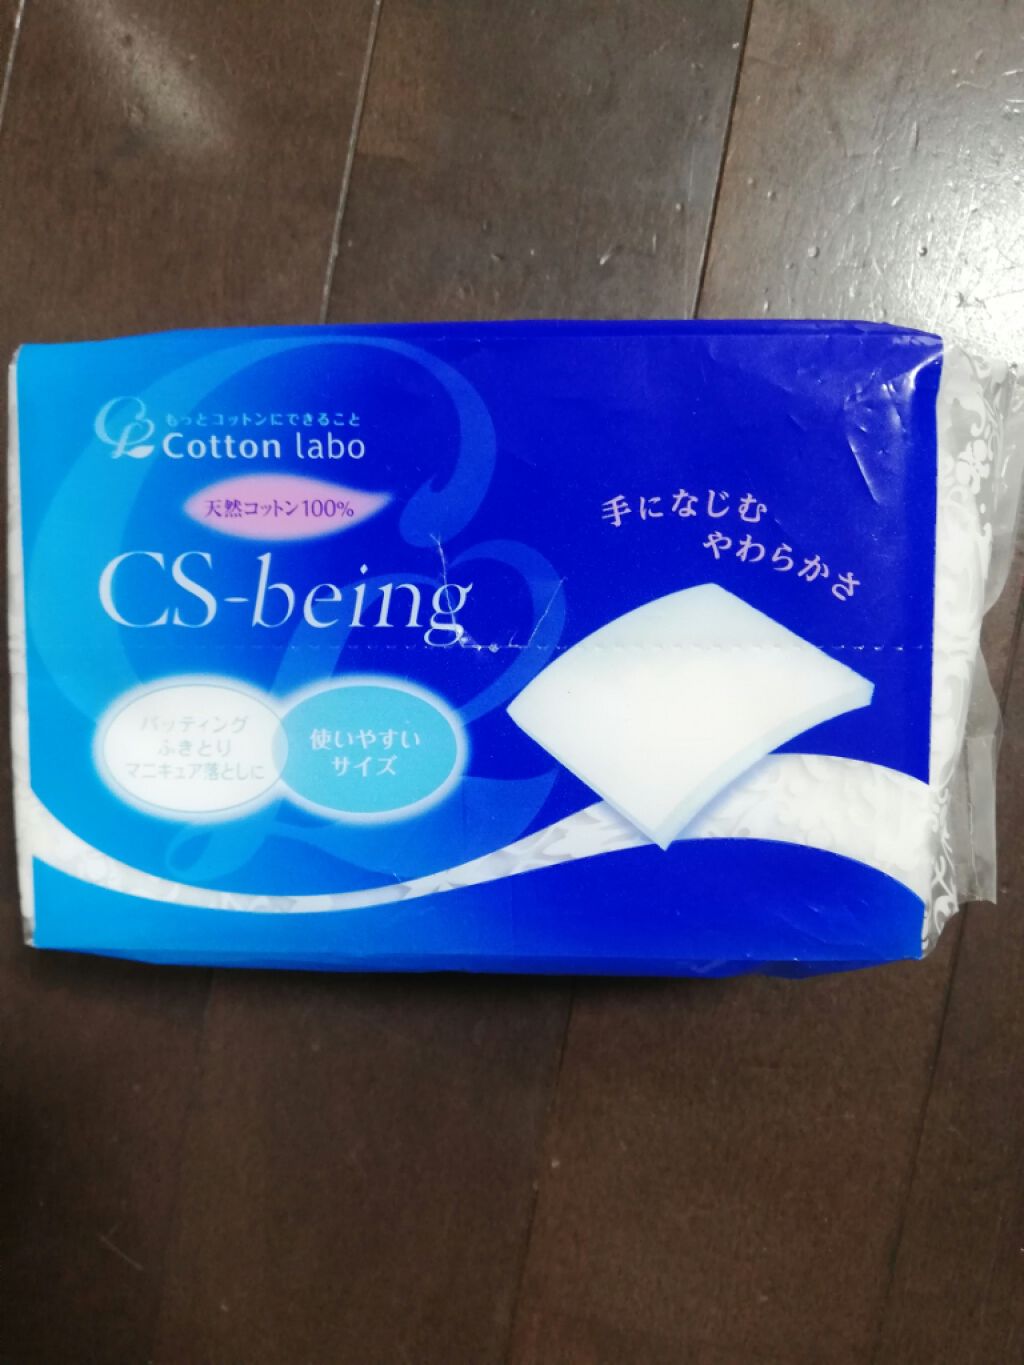 もっとコットンにできること
Cotton labo
天然コットン100%
CS-being
手になじむ
やわらかさ
パッティング
ふきとり
マニキュア落としに
使いやすい
サイズ